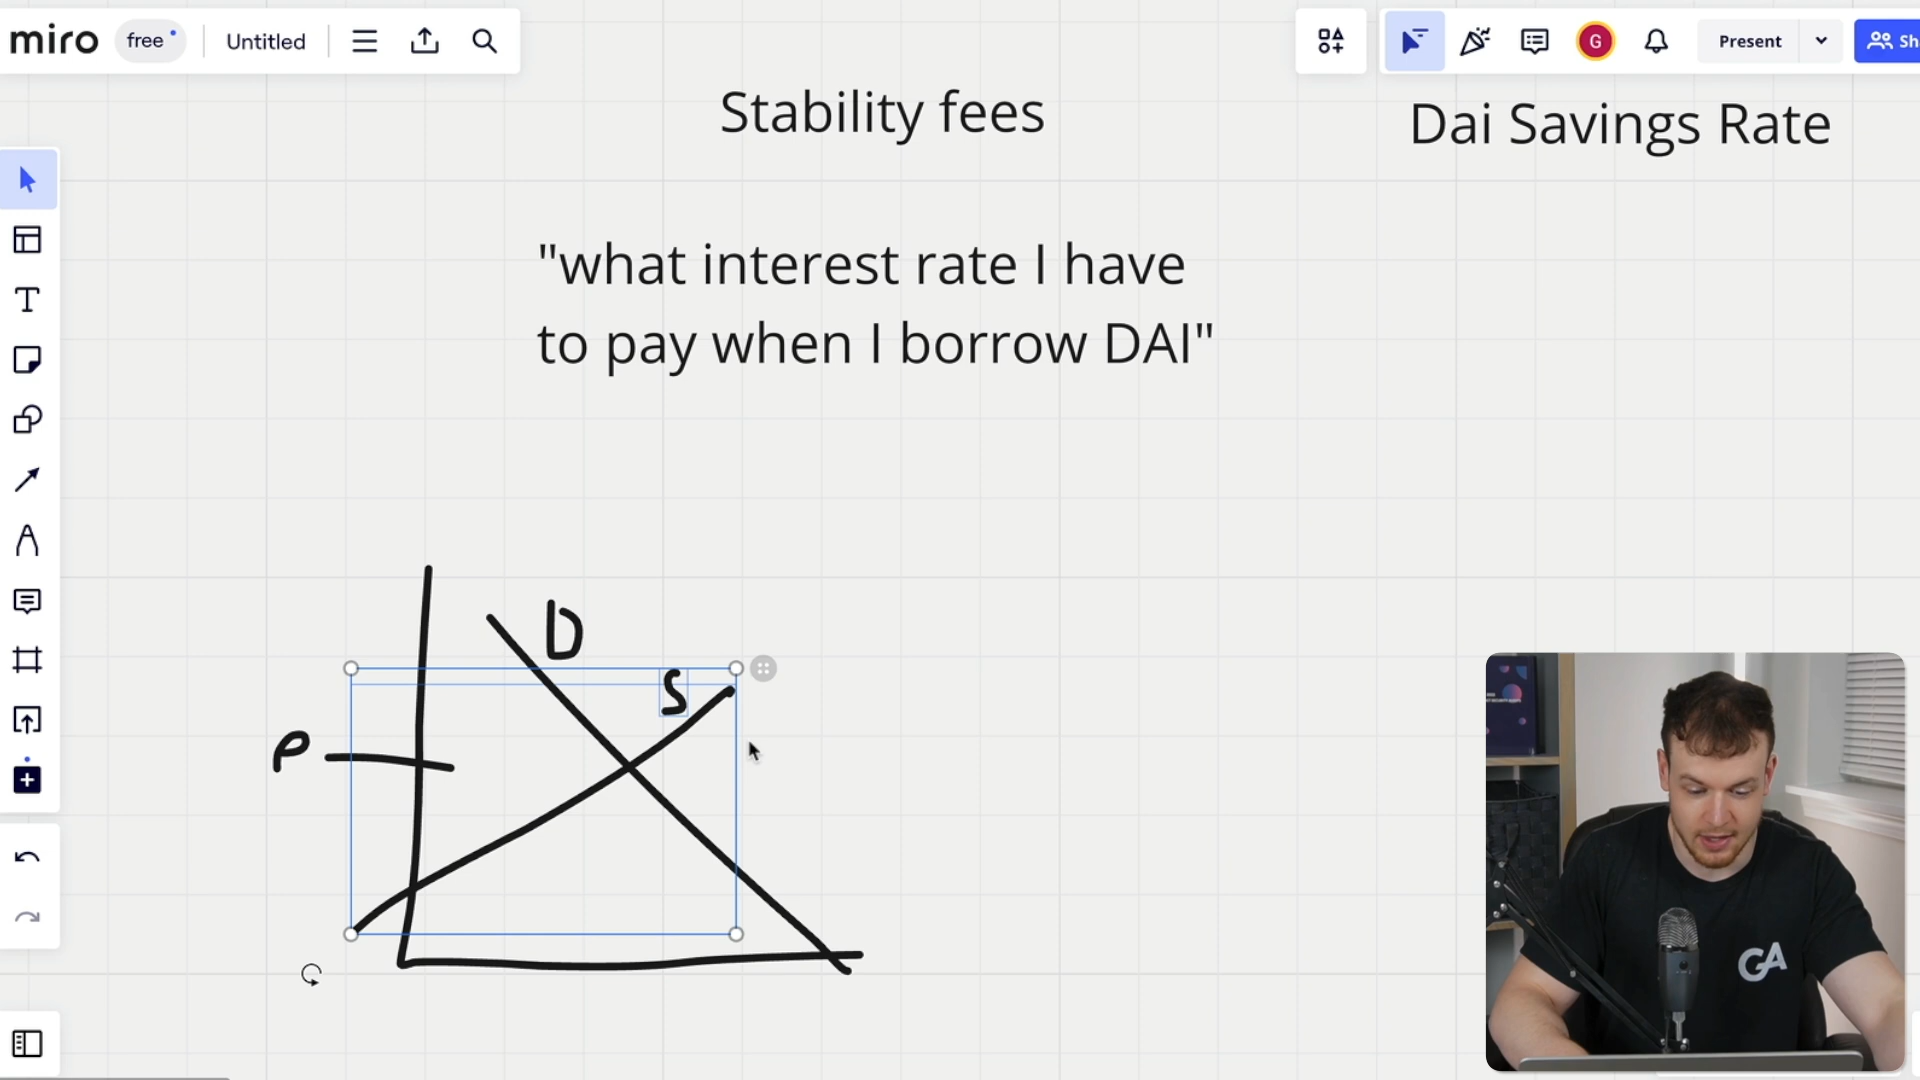 miro free Untitled
G Present Sh
Stability fees
Dai Savings Rate
"what interest rate I have
to pay when I borrow DAI"
D
S
P
GA